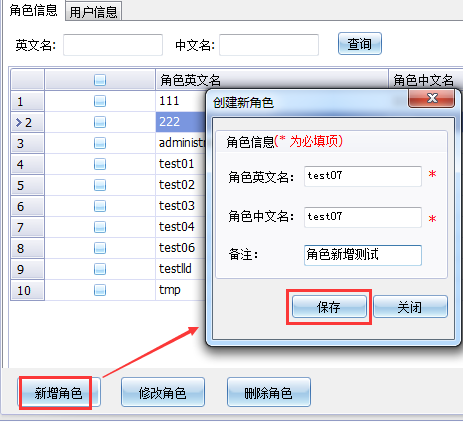 角色信息 用户信息
英文名: 中文名: 查询
角色英文名 角色中文名
1 111
2 222
3 administ
4 test01
5 test02
6 test03
7 test04
8 test06
9 testlld
10 tmp
创建新角色
角色信息(* 为必填项)
角色英文名: test07 *
角色中文名: test07 *
备注: 角色新增测试
保存 关闭
新增角色 修改角色 删除角色